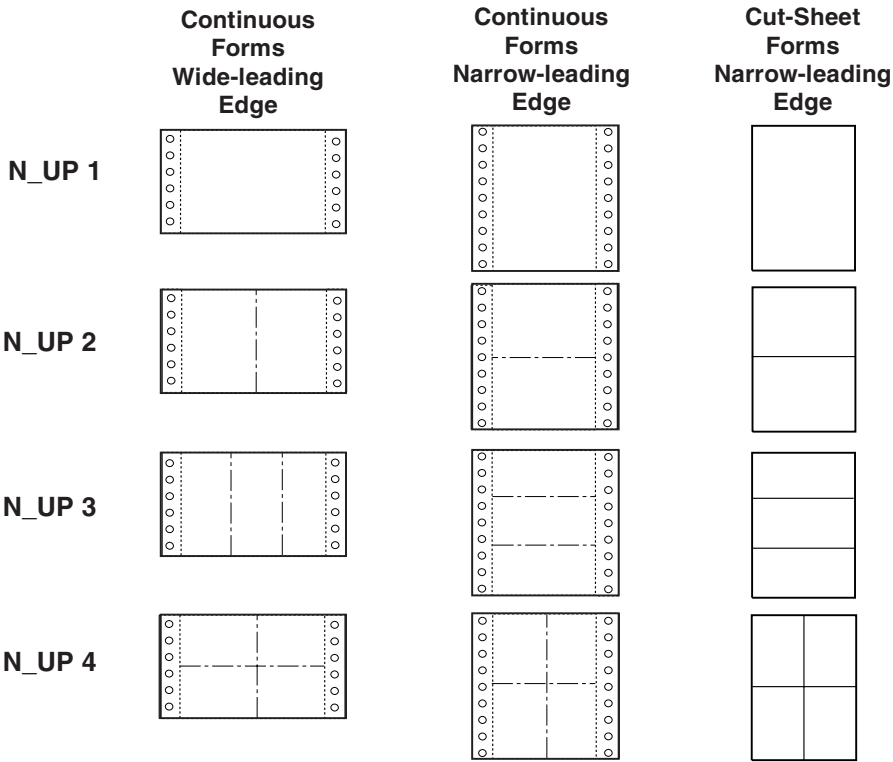 Continuous
Forms
Wide-leading
Edge
Continuous
Forms
Narrow-leading
Edge
Cut-Sheet
Forms
Narrow-leading
Edge
N_UP 1
N_UP 2
N_UP 3
N_UP 4